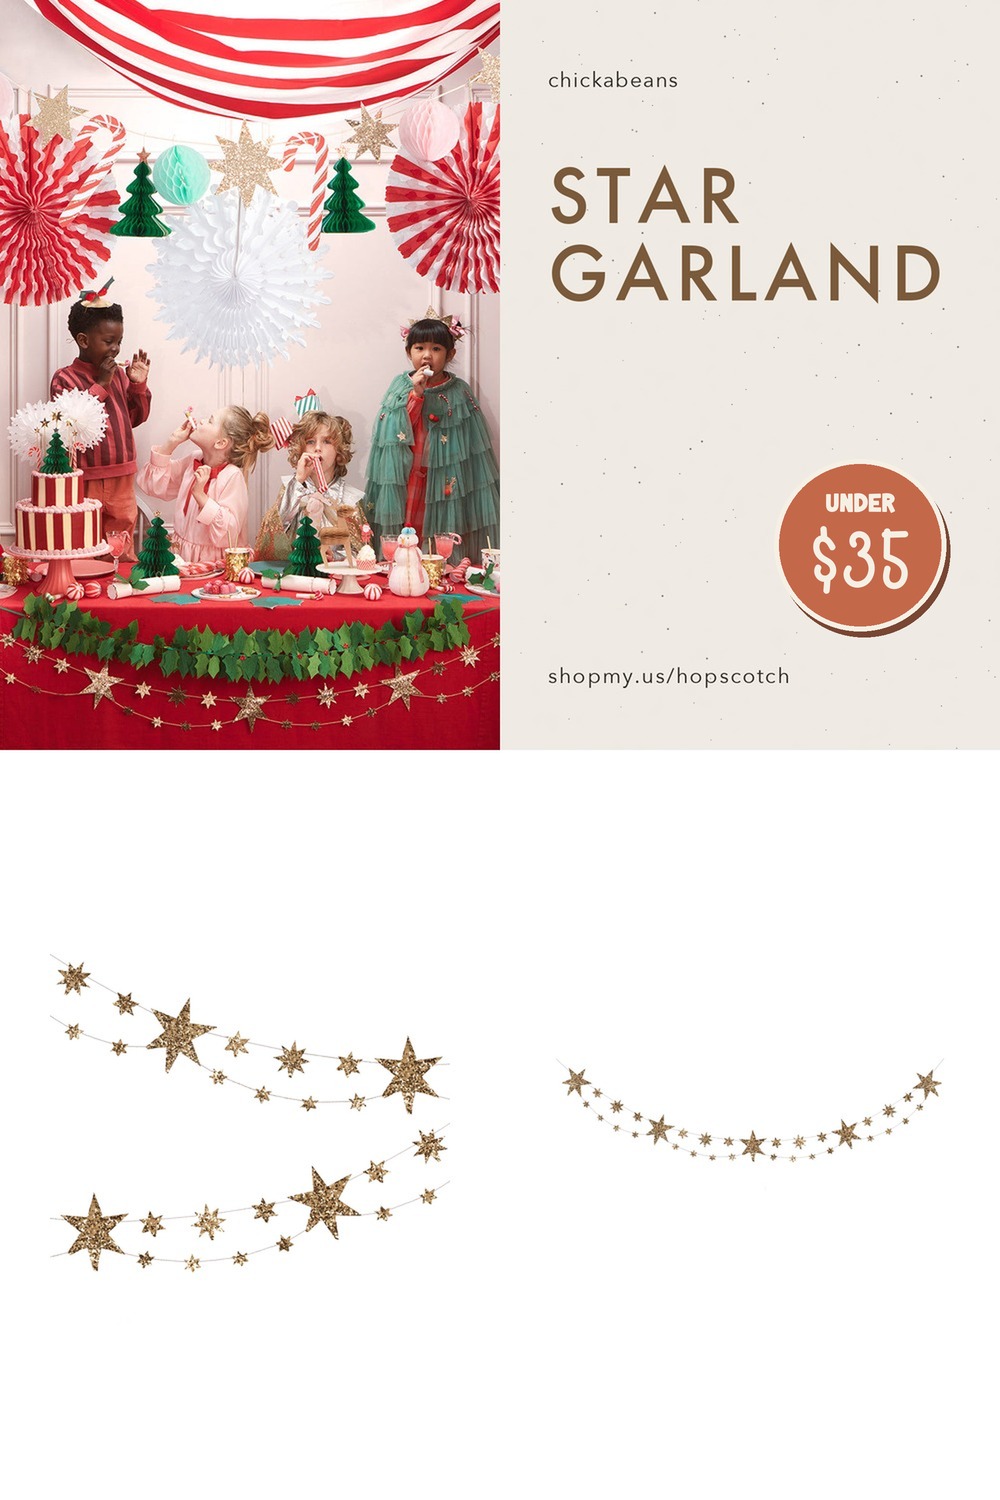 chickabeans
STAR
GARLAND
UNDER
$35
shopmy.us/hopscotch